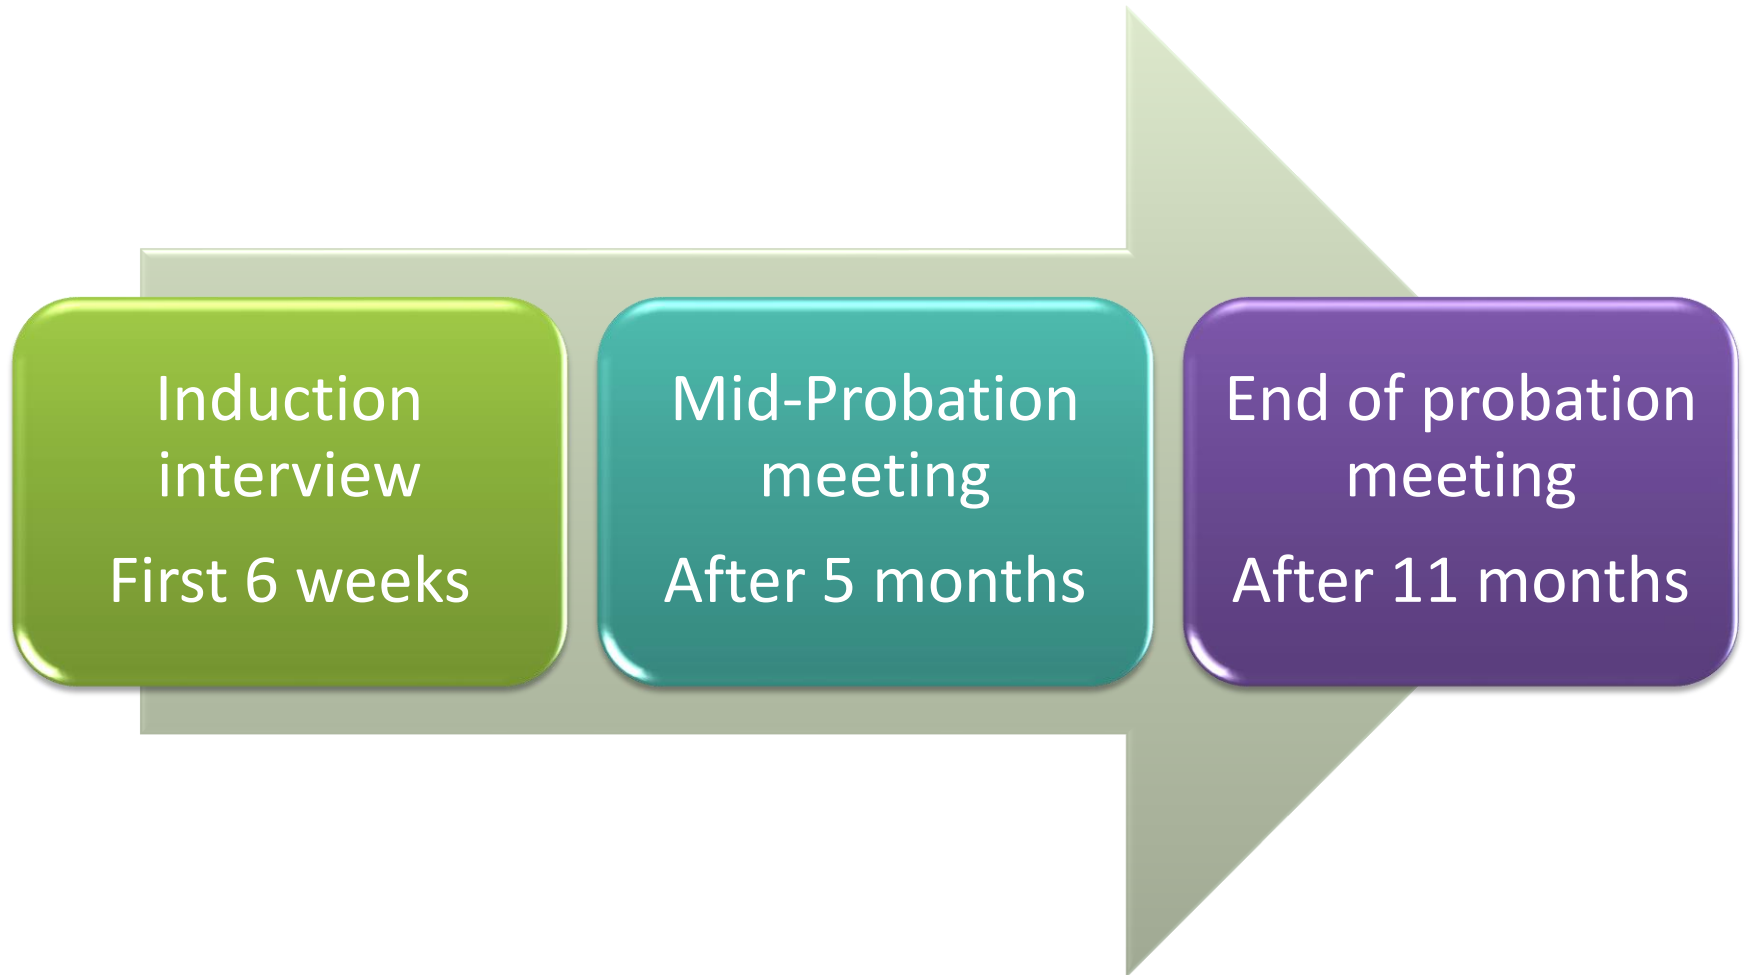 Induction
interview
First 6 weeks
Mid-Probation
meeting
After 5 months
End of probation
meeting
After 11 months